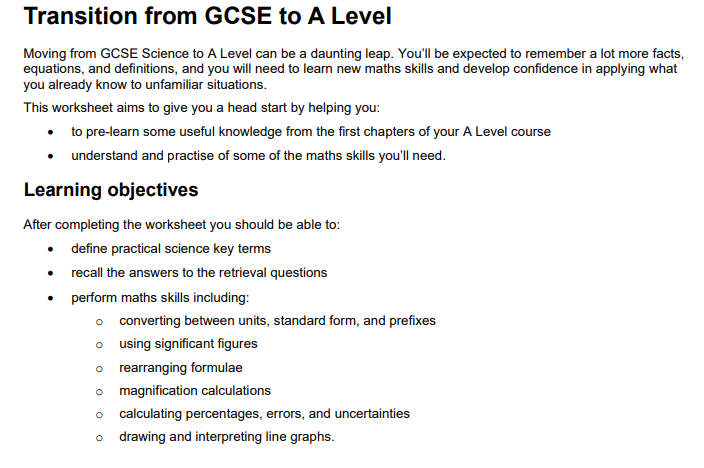 Transition from GCSE to A Level
Moving from GCSE Science to A Level can be a daunting leap. You'll be expected to remember a lot more facts,
equations, and definitions, and you will need to learn new maths skills and develop confidence in applying what
you already know to unfamiliar situations.
This worksheet aims to give you a head start by helping you:
• to pre-learn some useful knowledge from the first chapters of your A Level course
• understand and practise of some of the maths skills you'll need.
Learning objectives
After completing the worksheet you should be able to:
• define practical science key terms
• recall the answers to the retrieval questions
• perform maths skills including:
o converting between units, standard form, and prefixes
o using significant figures
o rearranging formulae
o magnification calculations
o calculating percentages, errors, and uncertainties
o drawing and interpreting line graphs.